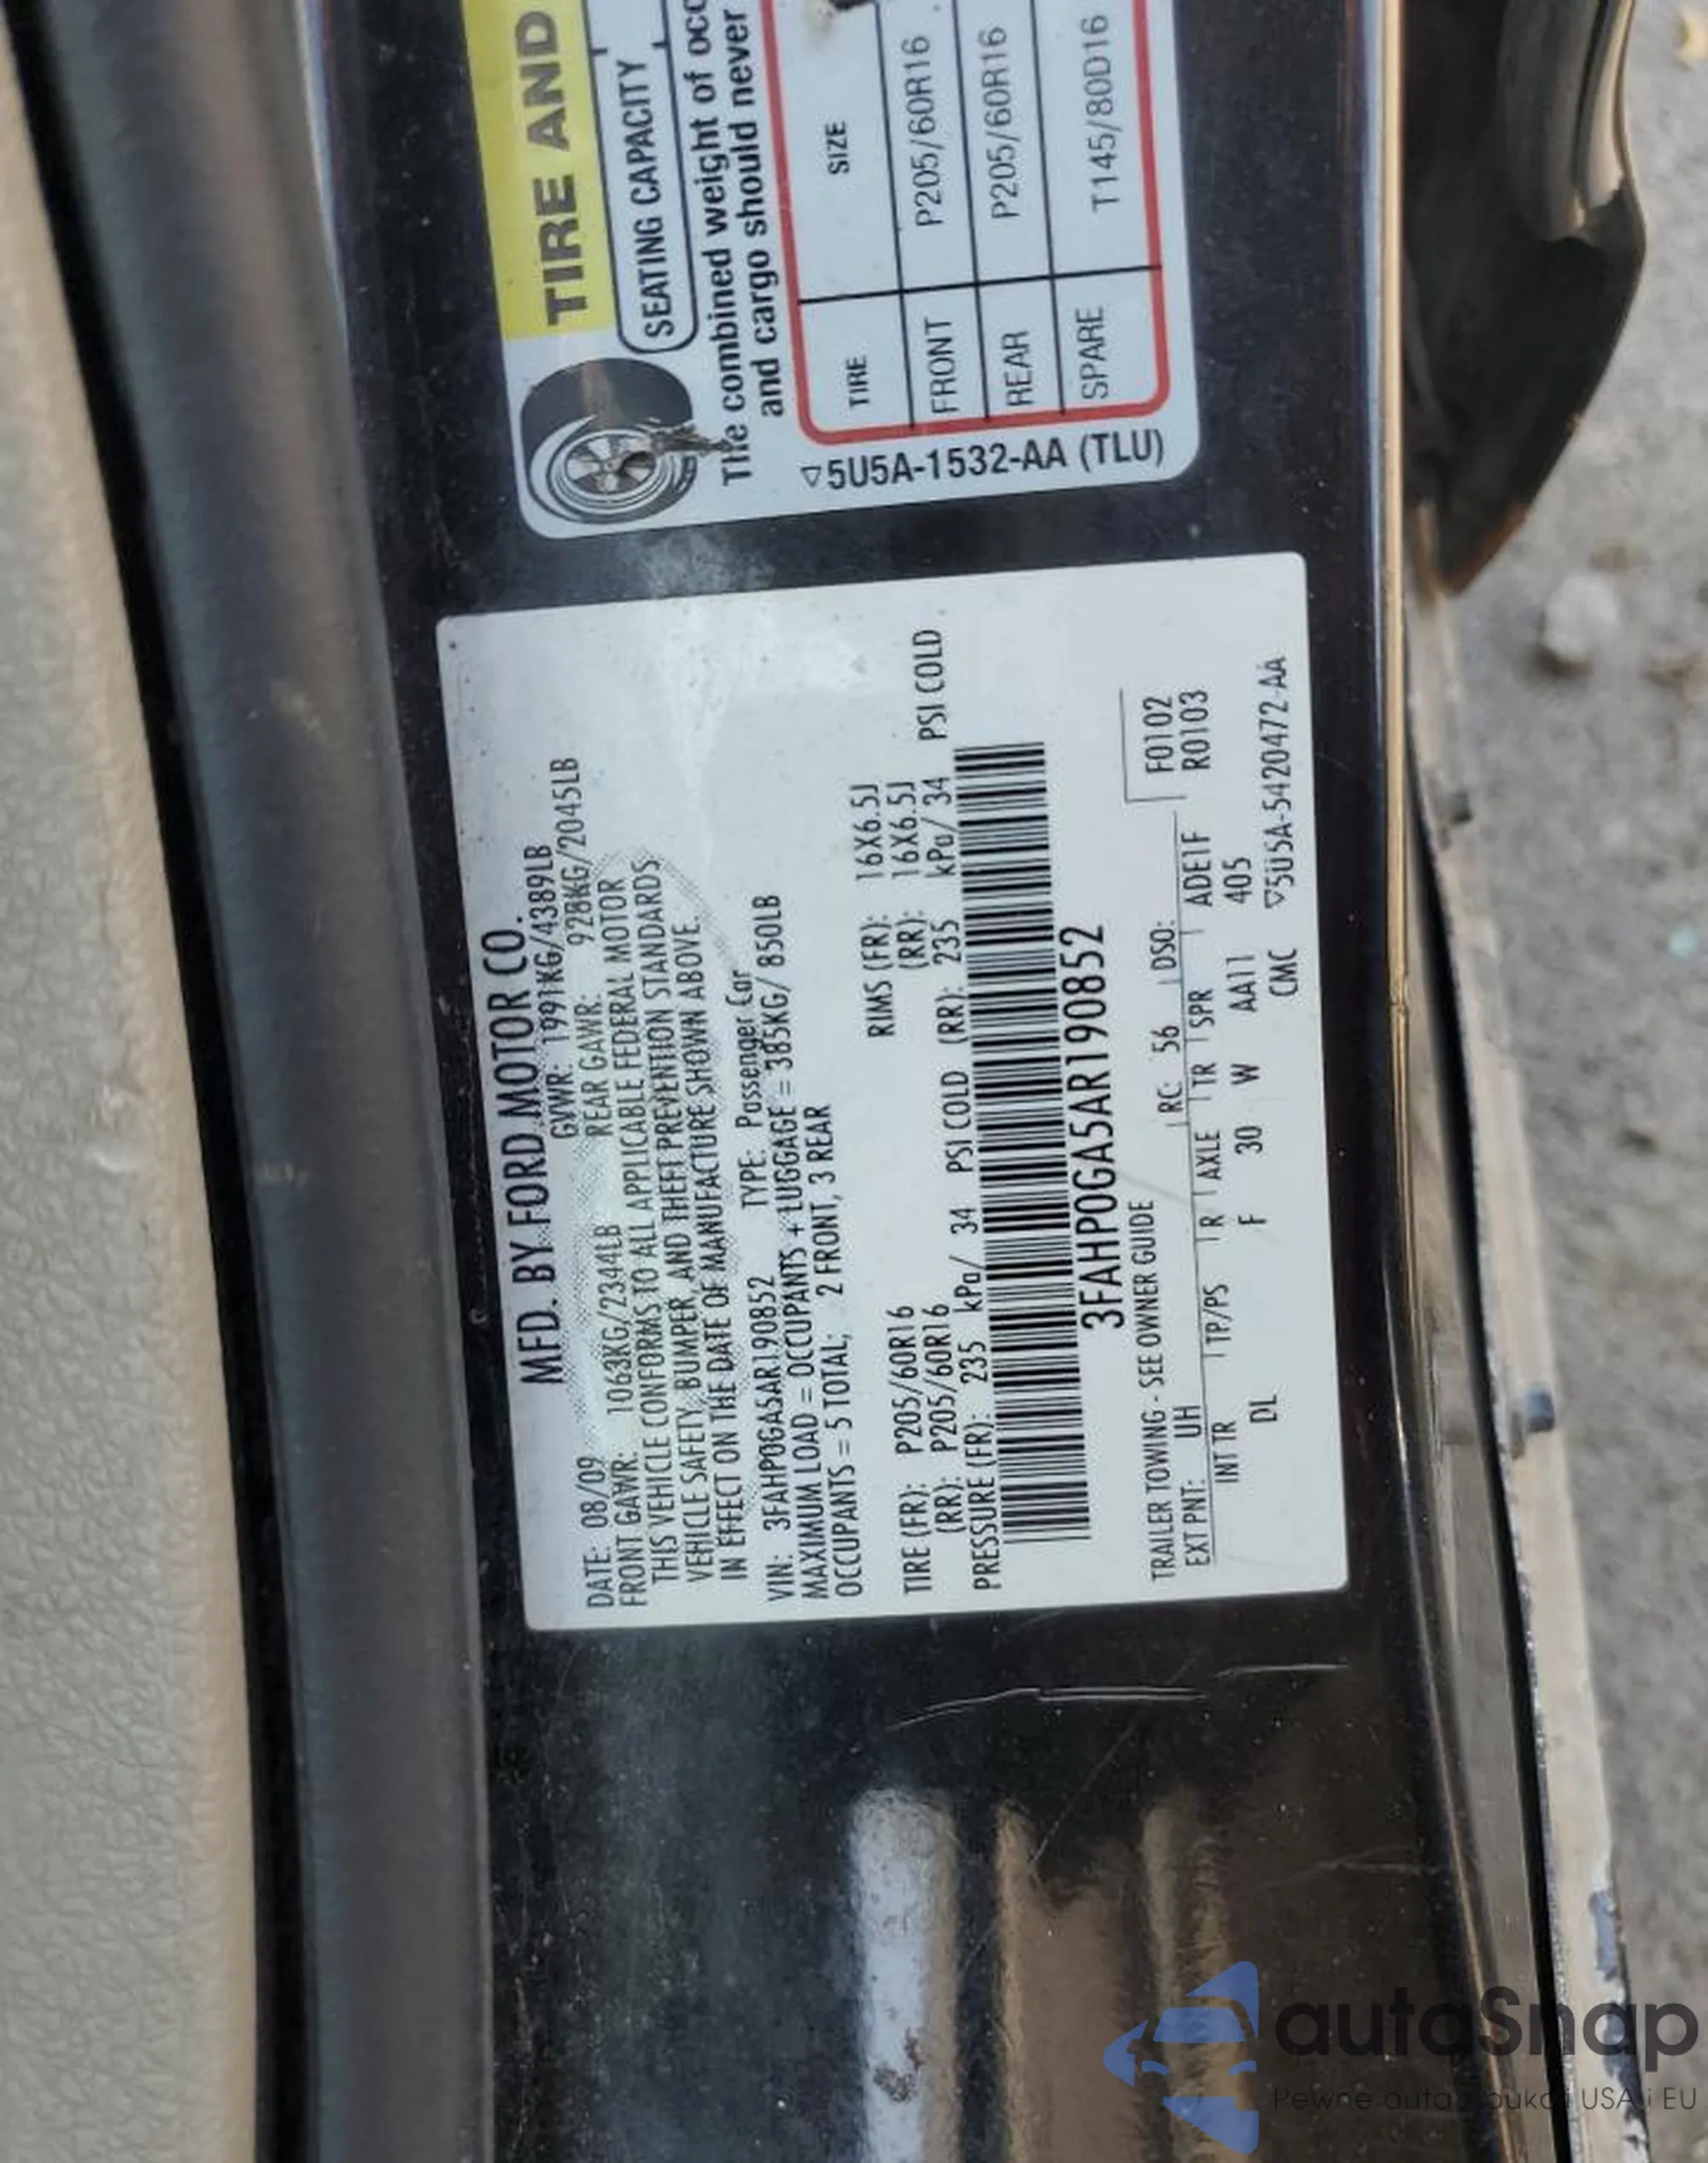 MFD. BY FORD MOTOR CO.
DATE: 08/09 GVWR: 1991KG/4389LB
FRONT GAWR: 1063KG/2344LB REAR GAWR: 928KG/2045LB
THIS VEHICLE CONFORMS TO ALL APPLICABLE FEDERAL MOTOR
VEHICLE SAFETY, BUMPER, AND THEFT PREVENTION STANDARDS
IN EFFECT ON THE DATE OF MANUFACTURE SHOWN ABOVE.
VIN: 3FAHP0GA5AR190852 TYPE: Passenger Car
MAXIMUM LOAD = OCCUPANTS + LUGGAGE = 385KG/ 850LB
OCCUPANTS = 5 TOTAL; 2 FRONT, 3 REAR
TIRE (FR): P205/60R16 RIMS (FR): 16X6.5J
(RR): P205/60R16 (RR): 16X6.5J
PRESSURE (FR): 235 kPa/ 34 PSI COLD (RR): 235 kPa/ 34 PSI COLD
3FAHP0GA5AR190852
TRAILER TOWING - SEE OWNER GUIDE
EXT PNT: UH RC: 56 DSO: F0102
INT TR TP/PS R AXLE TR SPR ADE1F R0103
DL F 30 W AA11 405
CMC ▽5U5A-5420472-AA
TIRE AND
SEATING CAPACITY
The combined weight of occ
and cargo should never
TIRE SIZE
FRONT P205/60R16
REAR P205/60R16
SPARE T145/80D16
▽5U5A-1532-AA (TLU)
autaSnap
Pewne auta z aukcji USA i EU